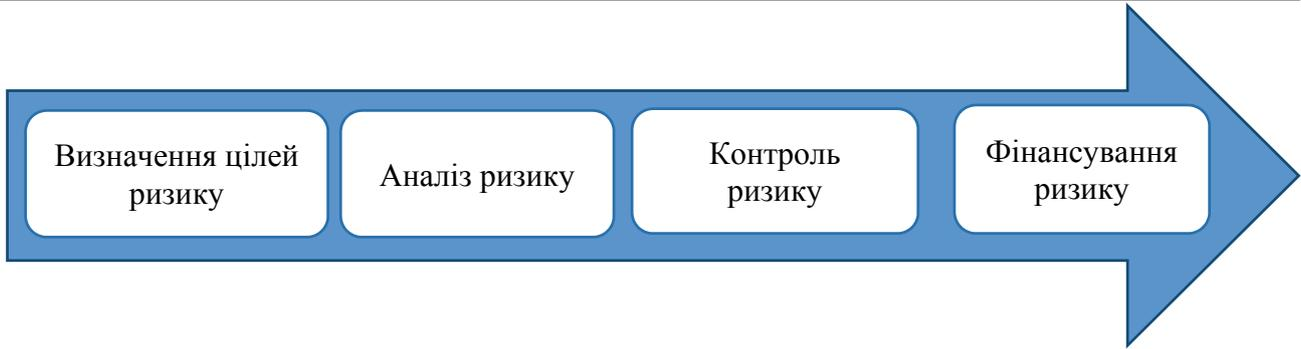 Визначення цілей
ризику
Аналіз ризику
Контроль
ризику
Фінансування
ризику